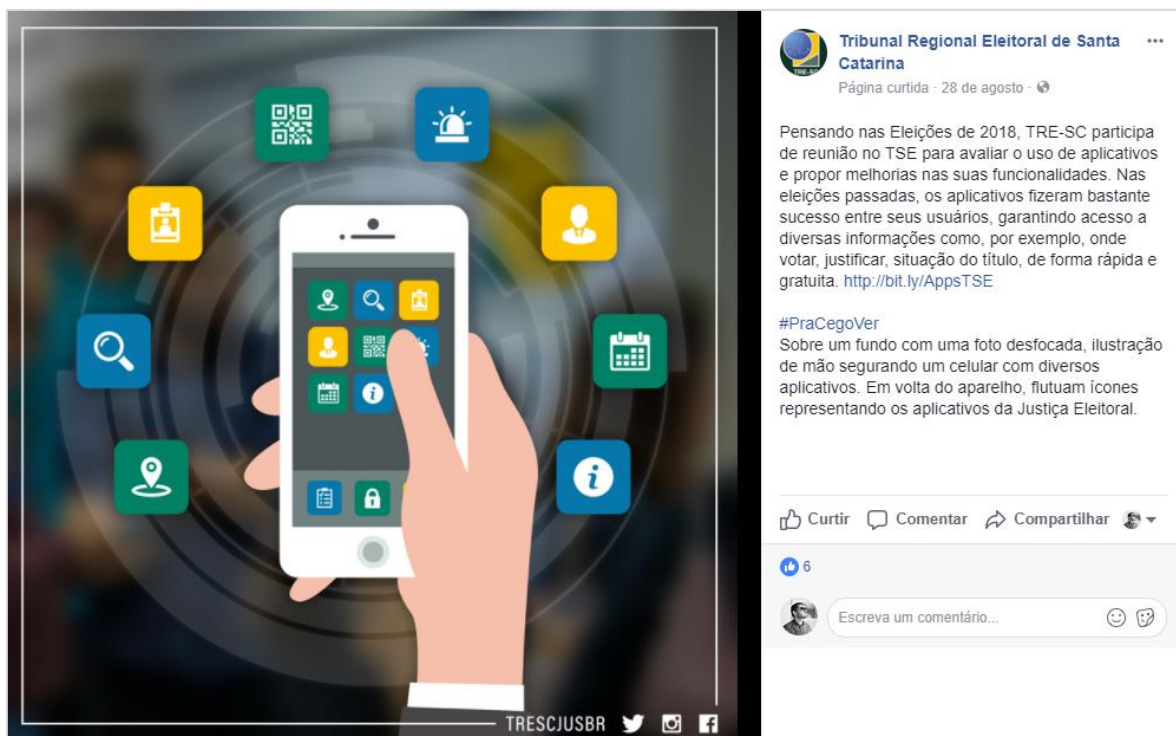 TRE-SC
Tribunal Regional Eleitoral de Santa
Catarina
Página curtida · 28 de agosto ·
Pensando nas Eleições de 2018, TRE-SC participa
de reunião no TSE para avaliar o uso de aplicativos
e propor melhorias nas suas funcionalidades. Nas
eleições passadas, os aplicativos fizeram bastante
sucesso entre seus usuários, garantindo acesso a
diversas informações como, por exemplo, onde
votar, justificar, situação do título, de forma rápida e
gratuita. http://bit.ly/AppsTSE
#PraCegoVer
Sobre um fundo com uma foto desfocada, ilustração
de mão segurando um celular com diversos
aplicativos. Em volta do aparelho, flutuam ícones
representando os aplicativos da Justiça Eleitoral.
Curtir Comentar Compartilhar
6
Escreva um comentário...
TRESCJUSBR